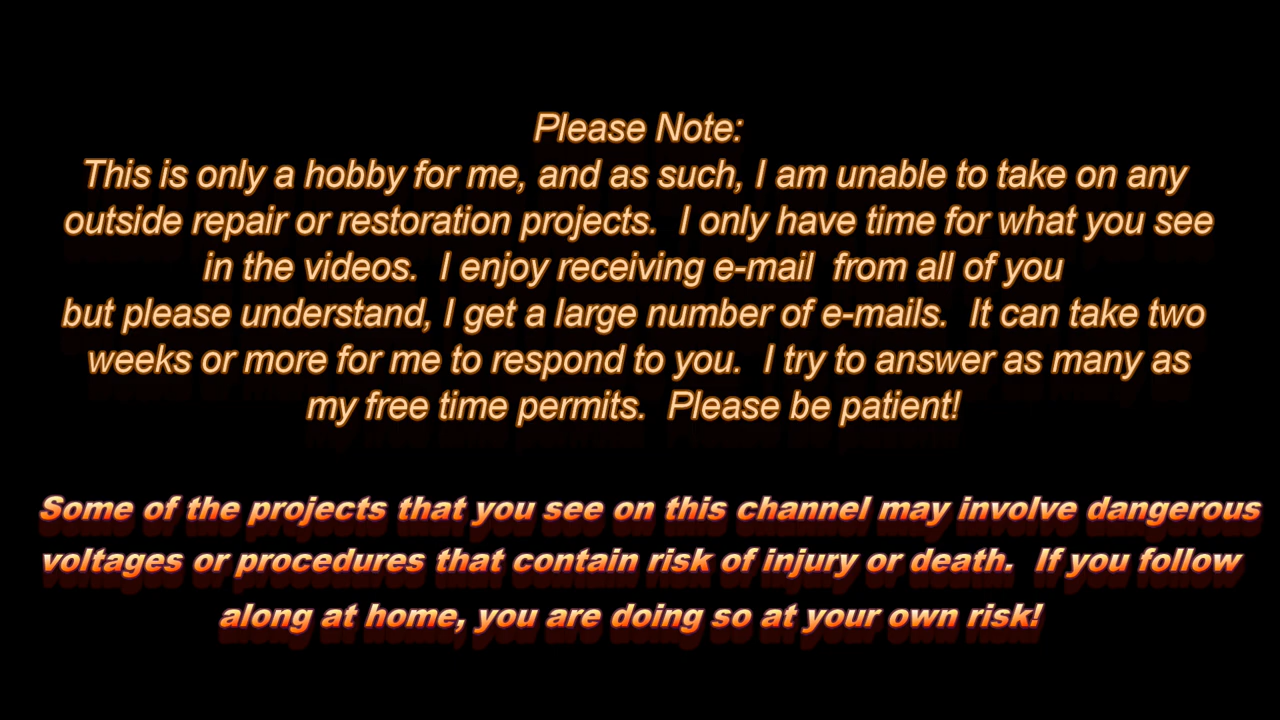 Please Note:
This is only a hobby for me, and as such, I am unable to take on any
outside repair or restoration projects.  I only have time for what you see
in the videos.  I enjoy receiving e-mail  from all of you
but please understand, I get a large number of e-mails.  It can take two
weeks or more for me to respond to you.  I try to answer as many as
my free time permits.  Please be patient!
Some of the projects that you see on this channel may involve dangerous
voltages or procedures that contain risk of injury or death.  If you follow
along at home, you are doing so at your own risk!